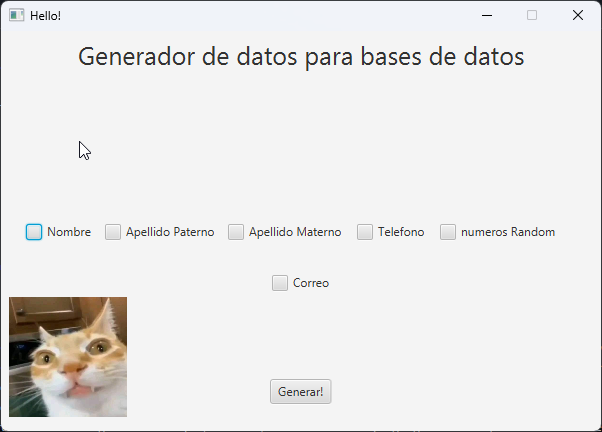 Hello!
Generador de datos para bases de datos
Nombre Apellido Paterno Apellido Materno Telefono numeros Random
Correo
Generar!